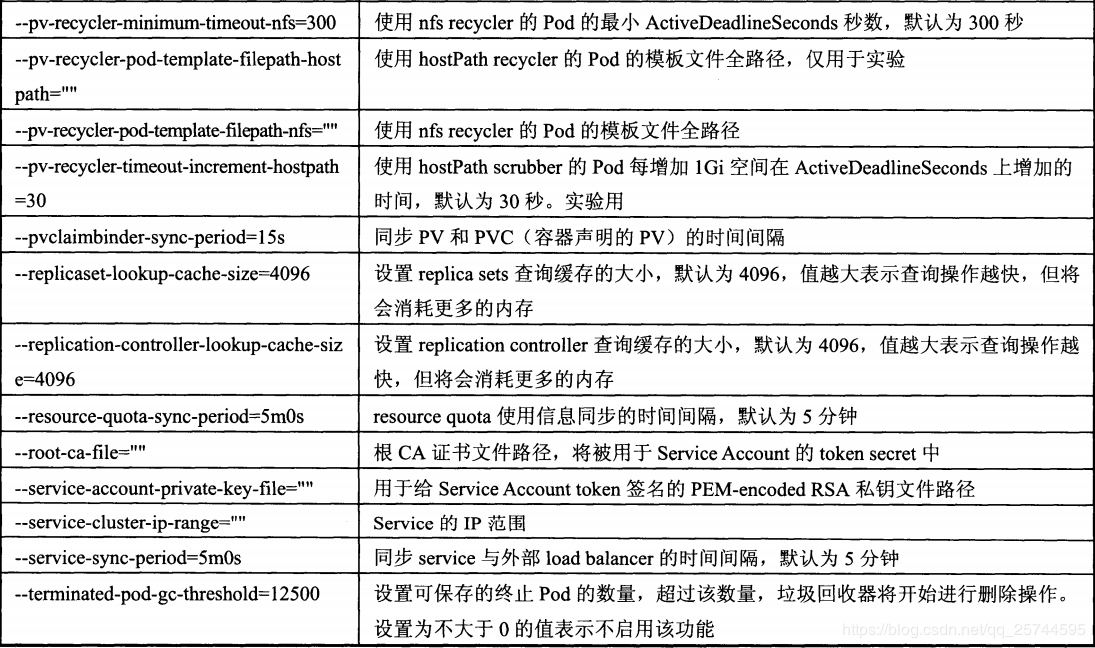 --pv-recycler-minimum-timeout-nfs=300
使用 nfs recycler 的 Pod 的最小 ActiveDeadlineSeconds 秒数，默认为 300 秒
--pv-recycler-pod-template-filepath-host
path=""
使用 hostPath recycler 的 Pod 的模板文件全路径，仅用于实验
--pv-recycler-pod-template-filepath-nfs=""
使用 nfs recycler 的 Pod 的模板文件全路径
--pv-recycler-timeout-increment-hostpath
=30
使用 hostPath scrubber 的 Pod 每增加 1Gi 空间在 ActiveDeadlineSeconds 上增加的
时间，默认为 30 秒。实验用
--pvclaimbinder-sync-period=15s
同步 PV 和 PVC（容器声明的 PV）的时间间隔
--replicaset-lookup-cache-size=4096
设置 replica sets 查询缓存的大小，默认为 4096，值越大表示查询操作越快，但将
会消耗更多的内存
--replication-controller-lookup-cache-siz
e=4096
设置 replication controller 查询缓存的大小，默认为 4096，值越大表示查询操作越
快，但将会消耗更多的内存
--resource-quota-sync-period=5m0s
resource quota 使用信息同步的时间间隔，默认为 5 分钟
--root-ca-file=""
根 CA 证书文件路径，将被用于 Service Account 的 token secret 中
--service-account-private-key-file=""
用于给 Service Account token 签名的 PEM-encoded RSA 私钥文件路径
--service-cluster-ip-range=""
Service 的 IP 范围
--service-sync-period=5m0s
同步 service 与外部 load balancer 的时间间隔，默认为 5 分钟
--terminated-pod-gc-threshold=12500
设置可保存的终止 Pod 的数量，超过该数量，垃圾回收器将开始进行删除操作。
设置为不大于 0 的值表示不启用该功能
https://blog.csdn.net/qq_25744595